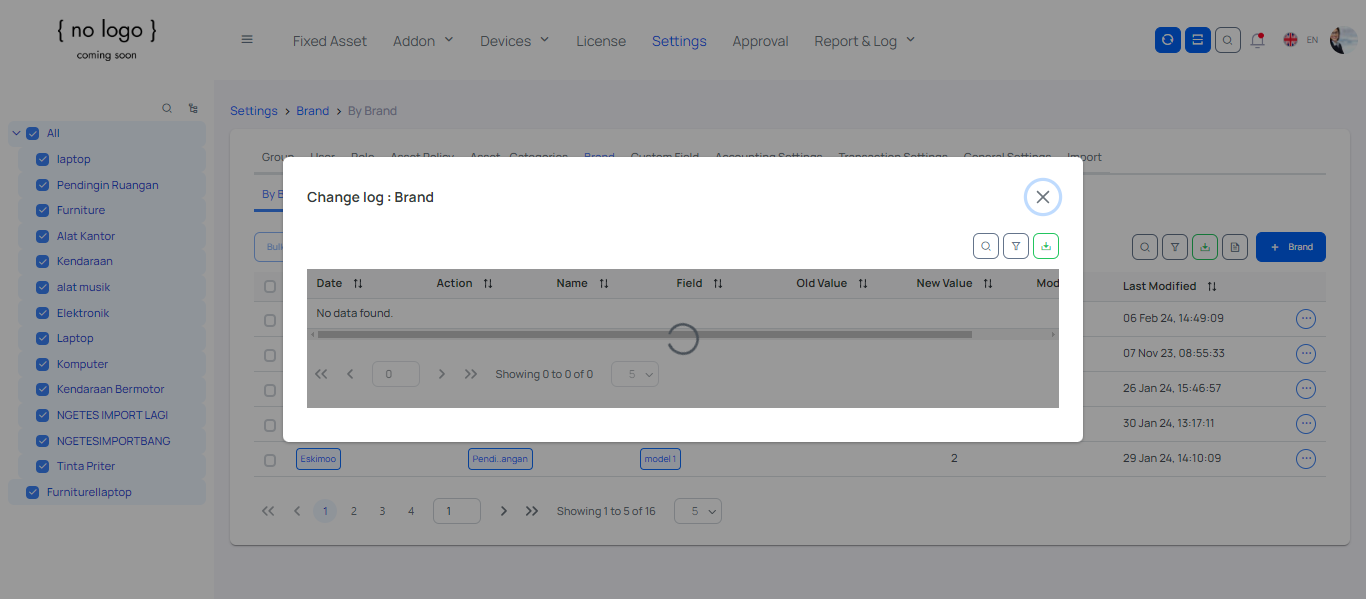 { no logo }
coming soon
Fixed Asset Addon Devices License Settings Approval Report & Log EN
Settings > Brand > By Brand
All
laptop
Pendingin Ruangan
Furniture
Alat Kantor
Kendaraan
alat musik
Elektronik
Laptop
Komputer
Kendaraan Bermotor
NGETES IMPORT LAGI
NGETESIMPORTBANG
Tinta Priter
Furniturellaptop
Group User Role Asset Policy Asset Categories Brand Custom Field Accounting Settings Transaction Settings General Settings Import
By B
Bulk
+ Brand
Change log : Brand
Date Action Name Field Old Value New Value Mod
No data found.
0 Showing 0 to 0 of 0 5
Last Modified
06 Feb 24, 14:49:09
07 Nov 23, 08:55:33
26 Jan 24, 15:46:57
30 Jan 24, 13:17:11
Eskimoo Pendi...angan model 1 2 29 Jan 24, 14:10:09
1 2 3 4 1 Showing 1 to 5 of 16 5